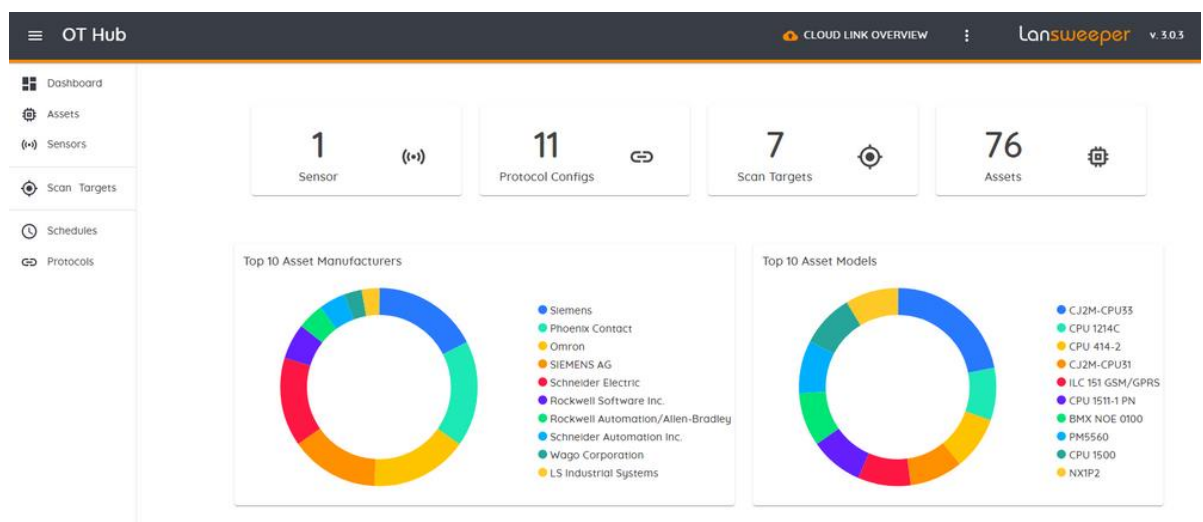 OT Hub
CLOUD LINK OVERVIEW
Lansweeper
v. 3.0.3
Dashboard
Assets
Sensors
Scan Targets
Schedules
Protocols
1
Sensor
11
Protocol Configs
7
Scan Targets
76
Assets
Top 10 Asset Manufacturers
Siemens
Phoenix Contact
Omron
SIEMENS AG
Schneider Electric
Rockwell Software Inc.
Rockwell Automation/Allen-Bradley
Schneider Automation Inc.
Wago Corporation
LS Industrial Systems
Top 10 Asset Models
CJ2M-CPU33
CPU 1214C
CPU 414-2
CJ2M-CPU31
ILC 151 GSM/GPRS
CPU 1511-1 PN
BMX NOE 0100
PM5560
CPU 1500
NX1P2